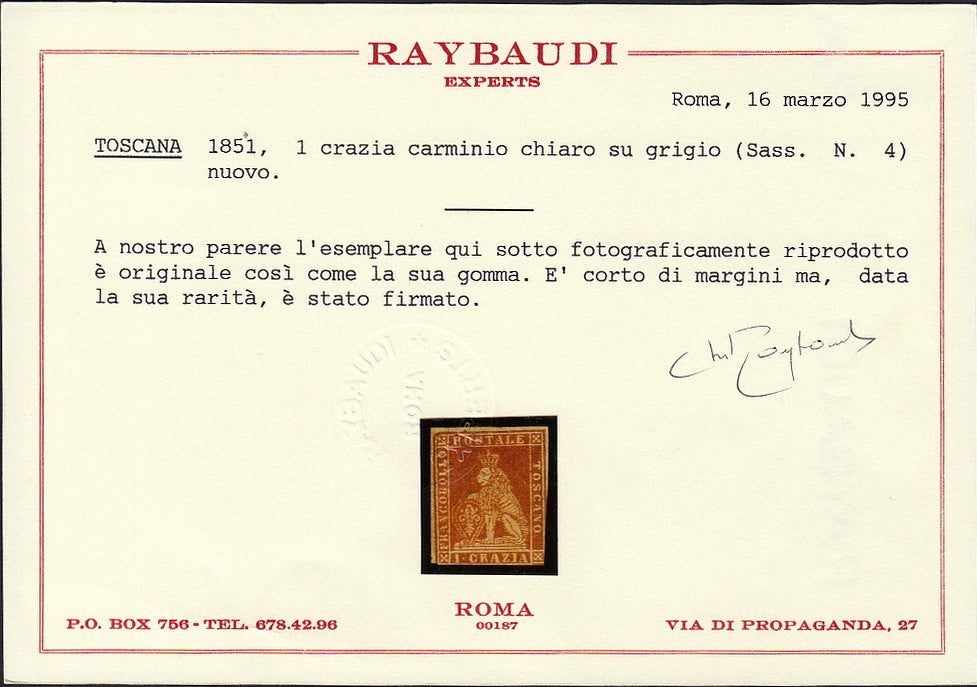 RAYBAUDI
EXPERTS
Roma, 16 marzo 1995
TOSCANA 1851, 1 crazia carminio chiaro su grigio (Sass. N. 4)
nuovo.
A nostro parere l'esemplare qui sotto fotograficamente riprodotto
è originale così come la sua gomma. E' corto di margini ma, data
la sua rarità, è stato firmato.
FRANCOBOLLO
POSTALE
TOSCANO
1·CRAZIA
ROMA
00187
P.O. BOX 756 - TEL. 678.42.96
VIA DI PROPAGANDA, 27